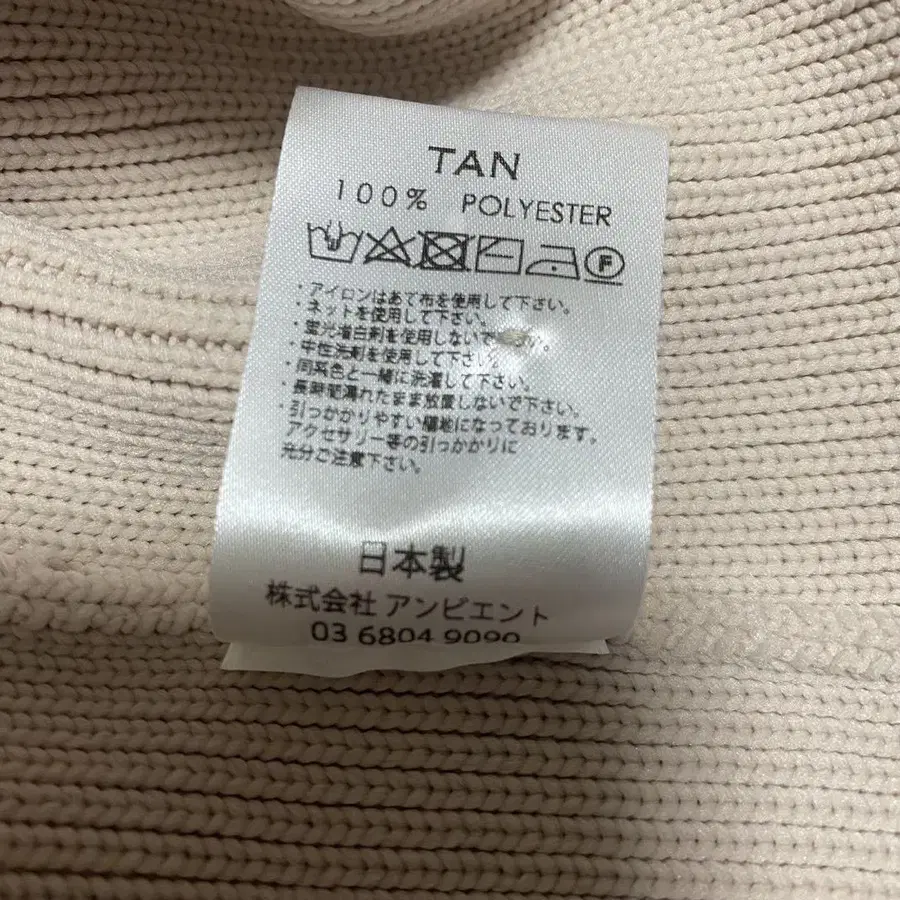 TAN
100% POLYESTER
F
・アイロンはあて布を使用して下さい。
・ネットを使用して下さい。
・蛍光増白剤を使用しないで
・中性洗剤を使用して下さい。
・同系色と一緒に洗濯して下さい。
・長時間濡れたまま放置しないで下さい。
・引っかかりやすい編地になっております。
アクセサリー等の引っかかりに
充分ご注意下さい。
日本製
株式会社 アンビエント
03 6804 9090